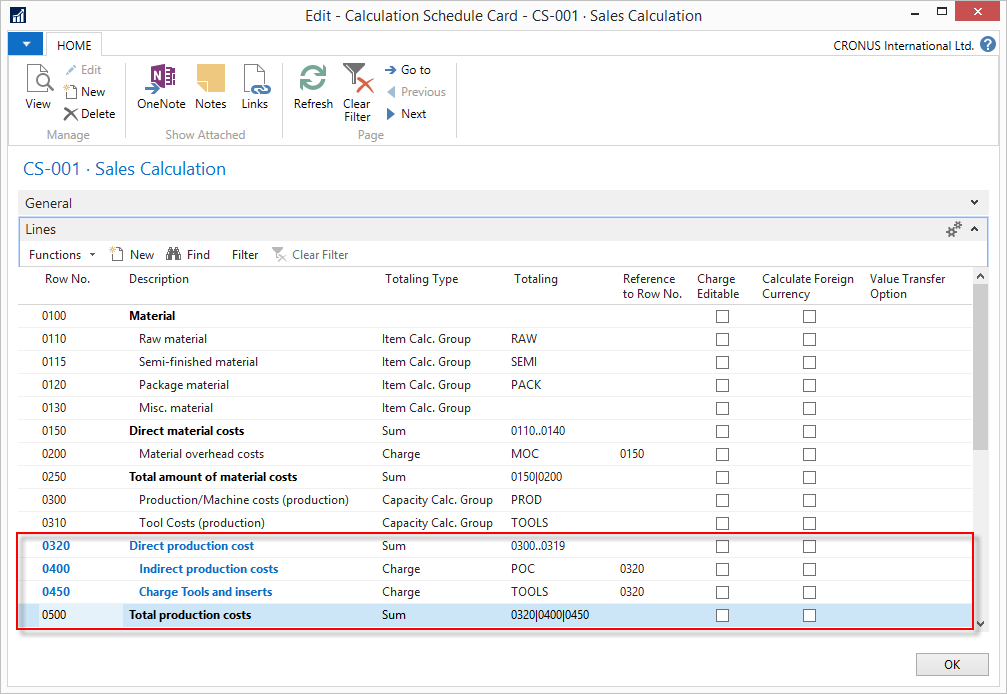 Edit - Calculation Schedule Card - CS-001 · Sales Calculation
HOME
CRONUS International Ltd. ?
View
Edit
New
Delete
Manage
OneNote
Notes
Links
Show Attached
Refresh
Clear Filter
Go to
Previous
Next
Page
CS-001 · Sales Calculation
General
Lines
Functions New Find Filter Clear Filter
Row No. Description Totaling Type Totaling Reference to Row No. Charge Editable Calculate Foreign Currency Value Transfer Option
0100 Material
0110 Raw material Item Calc. Group RAW
0115 Semi-finished material Item Calc. Group SEMI
0120 Package material Item Calc. Group PACK
0130 Misc. material Item Calc. Group
0150 Direct material costs Sum 0110..0140
0200 Material overhead costs Charge MOC 0150
0250 Total amount of material costs Sum 0150|0200
0300 Production/Machine costs (production) Capacity Calc. Group PROD
0310 Tool Costs (production) Capacity Calc. Group TOOLS
0320 Direct production cost Sum 0300..0319
0400 Indirect production costs Charge POC 0320
0450 Charge Tools and inserts Charge TOOLS 0320
0500 Total production costs Sum 0320|0400|0450
OK